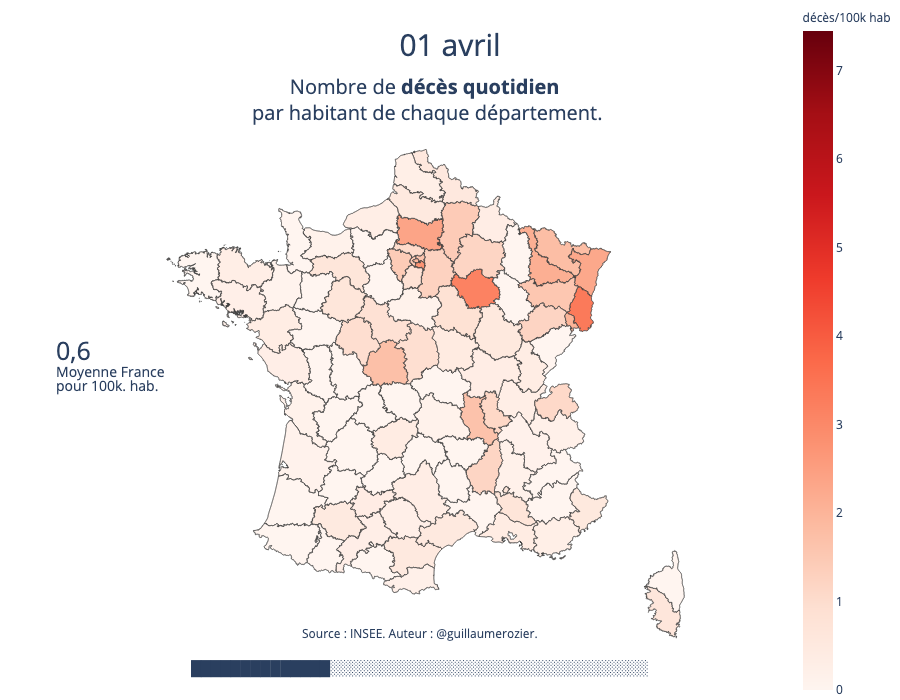 décès/100k hab
01 avril
Nombre de décès quotidien
par habitant de chaque département.
7
6
5
4
3
2
1
0
0,6
Moyenne France
pour 100k. hab.
Source : INSEE. Auteur : @guillaumerozier.